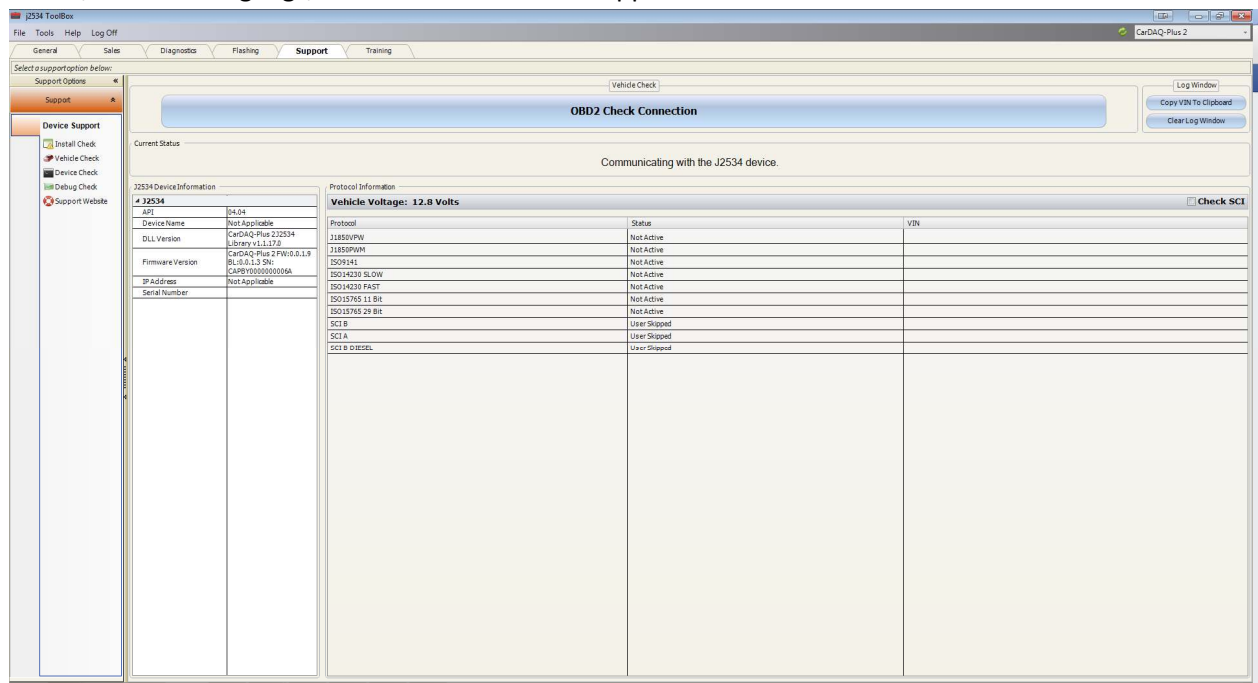 j2534 ToolBox
File Tools Help Log Off
CarDAQ-Plus 2
General Sales Diagnostics Flashing Support Training
Select a support option below:
Support Options «
Support
Device Support
Install Check
Vehicle Check
Device Check
Debug Check
Support Website
Vehicle Check
OBD2 Check Connection
Log Window
Copy VIN To Clipboard
Clear Log Window
Current Status
Communicating with the J2534 device.
J2534 Device Information
J2534
API 04.04
Device Name Not Applicable
DLL Version CarDAQ-Plus 2 J2534
Library v1.1.17.0
Firmware Version CarDAQ-Plus 2 FW:0.0.1.9
BL:0.0.1.3 SN:
CAPBY0000000006A
IP Address Not Applicable
Serial Number
Protocol Information
Vehicle Voltage: 12.8 Volts
Check SCI
Protocol Status VIN
J1850VPW Not Active
J1850PWM Not Active
ISO9141 Not Active
ISO14230 SLOW Not Active
ISO14230 FAST Not Active
ISO15765 11 Bit Not Active
ISO15765 29 Bit Not Active
SCI B User Skipped
SCI A User Skipped
SCI B DIESEL User Skipped